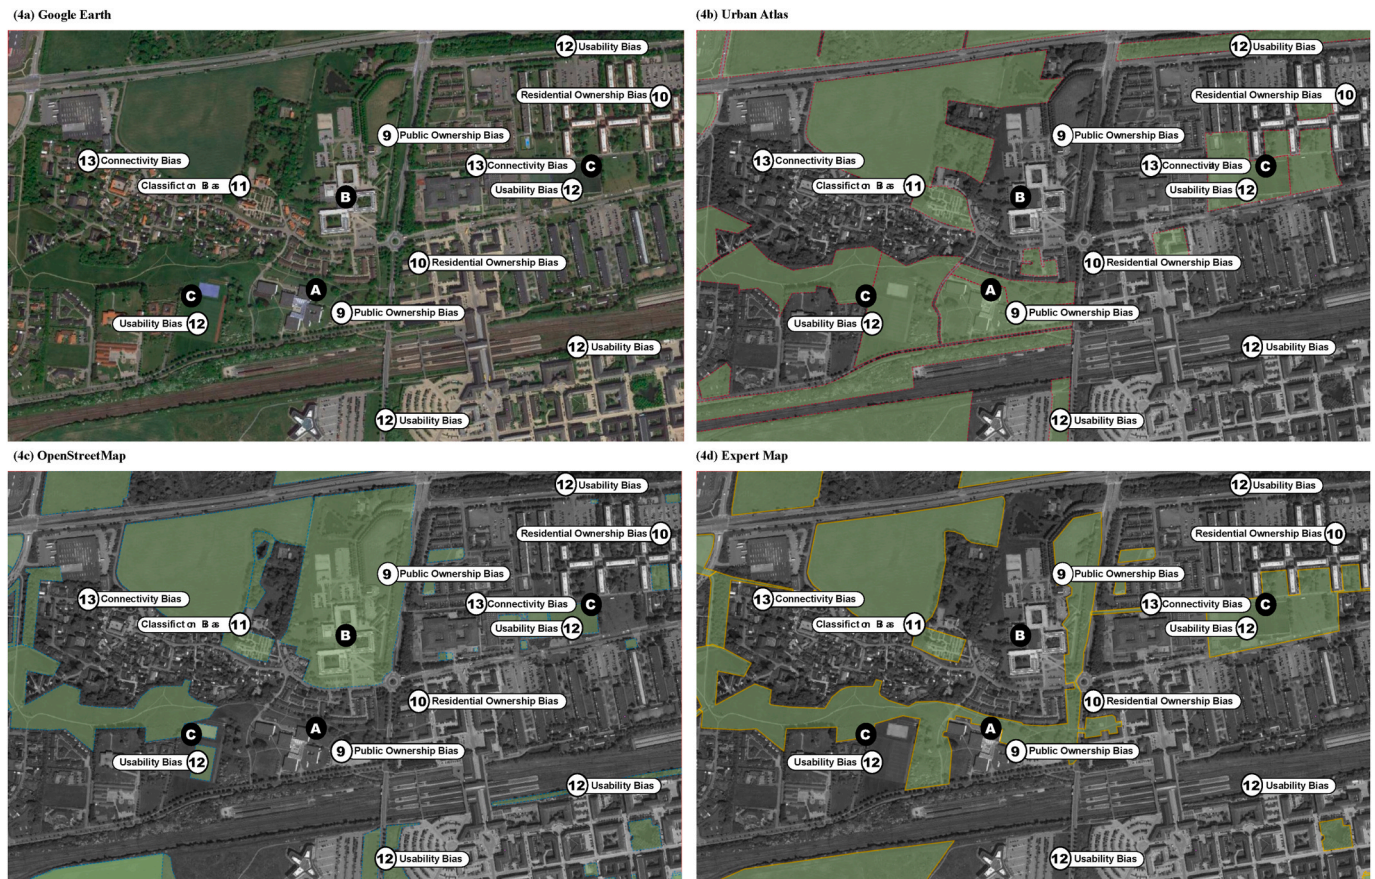 (4a) Google Earth
12 Usability Bias
Residential Ownership Bias 10
9 Public Ownership Bias
13 Connectivity Bias
13 Connectivity Bias C
Classificton Bias 11
Usability Bias 12
B
10 Residential Ownership Bias
C
A
9 Public Ownership Bias
Usability Bias 12
12 Usability Bias
12 Usability Bias
(4b) Urban Atlas
12 Usability Bias
Residential Ownership Bias 10
9 Public Ownership Bias
13 Connectivity Bias
13 Connectivity Bias C
Classificton Bias 11
Usability Bias 12
B
10 Residential Ownership Bias
C
A
9 Public Ownership Bias
Usability Bias 12
12 Usability Bias
12 Usability Bias
(4c) OpenStreetMap
12 Usability Bias
Residential Ownership Bias 10
9 Public Ownership Bias
13 Connectivity Bias
13 Connectivity Bias C
Classificton Bias 11
Usability Bias 12
B
10 Residential Ownership Bias
C
A
9 Public Ownership Bias
Usability Bias 12
12 Usability Bias
12 Usability Bias
(4d) Expert Map
12 Usability Bias
Residential Ownership Bias 10
9 Public Ownership Bias
13 Connectivity Bias
13 Connectivity Bias C
Classificton Bias 11
Usability Bias 12
B
10 Residential Ownership Bias
C
A
9 Public Ownership Bias
Usability Bias 12
12 Usability Bias
12 Usability Bias